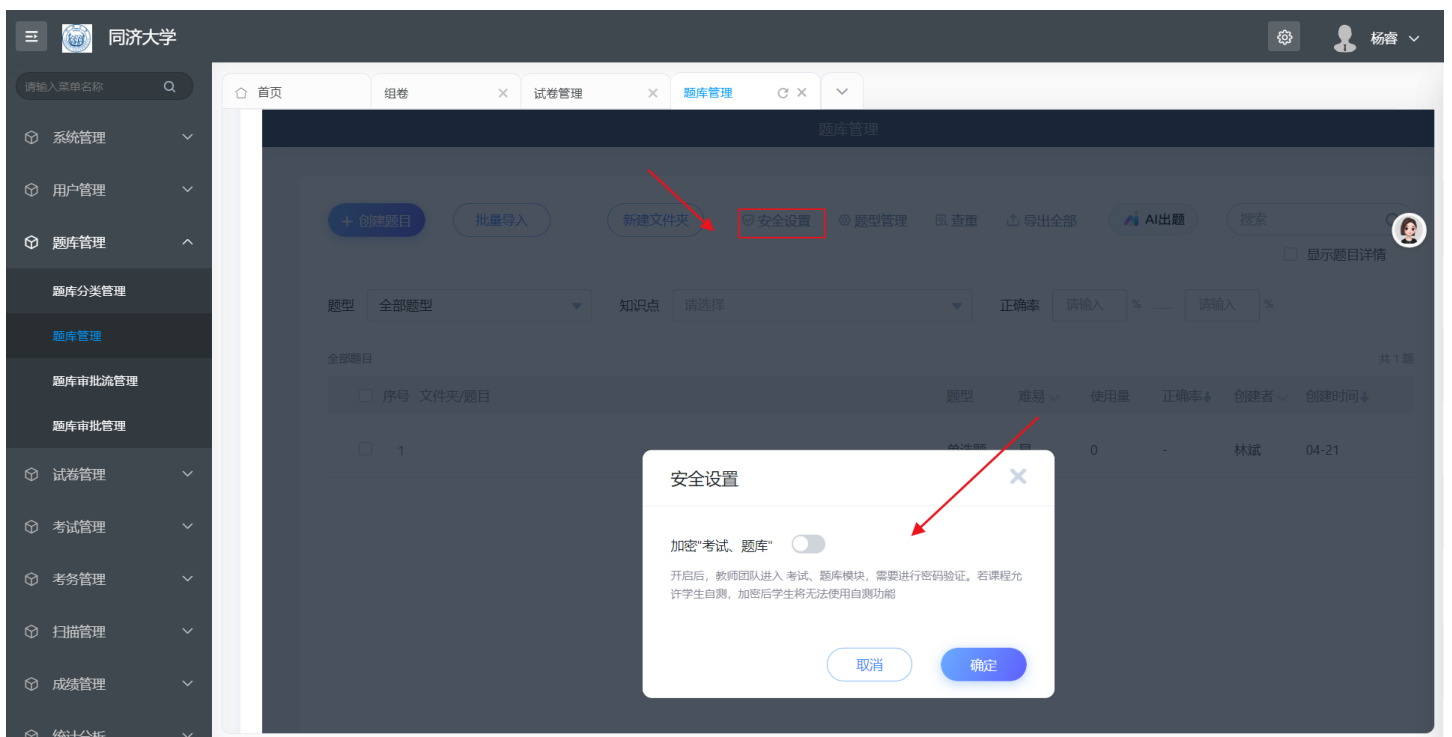 同济大学
杨睿
请输入菜单名称
首页
组卷
试卷管理
题库管理
系统管理
用户管理
题库管理
题库分类管理
题库管理
题库审批流管理
题库审批管理
试卷管理
考试管理
考务管理
扫描管理
成绩管理
统计分析
题库管理
+ 创建题目
批量导入
新建文件夹
安全设置
题型管理
查重
导出全部
AI出题
搜索
显示题目详情
题型 全部题型
知识点 请选择
正确率 请输入 % 请输入 %
全部题目
共 1 题
序号 文件夹/题目 题型 难易 使用量 正确率 创建者 创建时间
1 单选题 易 0 - 林斌 04-21
安全设置
加密"考试、题库"
开启后，教师团队进入 考试、题库模块，需要进行密码验证。若课程允
许学生自测，加密后学生将无法使用自测功能
取消
确定